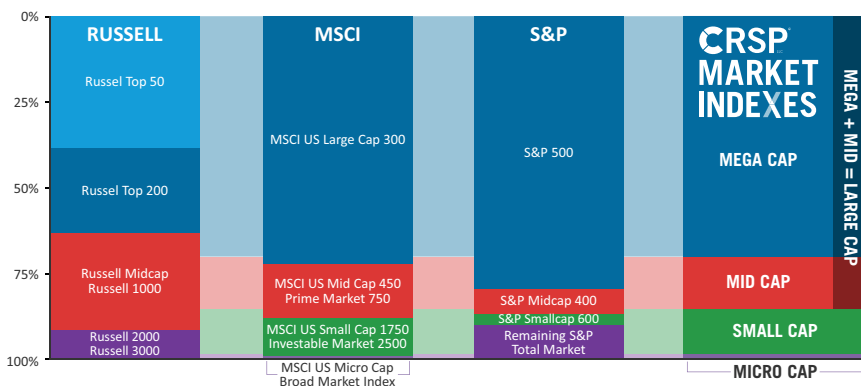 0%
25%
50%
75%
100%
RUSSELL
Russel Top 50
Russel Top 200
Russell Midcap
Russell 1000
Russell 2000
Russell 3000
MSCI
MSCI US Large Cap 300
MSCI US Mid Cap 450
Prime Market 750
MSCI US Small Cap 1750
Investable Market 2500
MSCI US Micro Cap
Broad Market Index
S&P
S&P 500
S&P Midcap 400
S&P Smallcap 600
Remaining S&P
Total Market
CRSP
MARKET
INDEXES
MEGA CAP
MID CAP
SMALL CAP
MICRO CAP
MEGA + MID = LARGE CAP